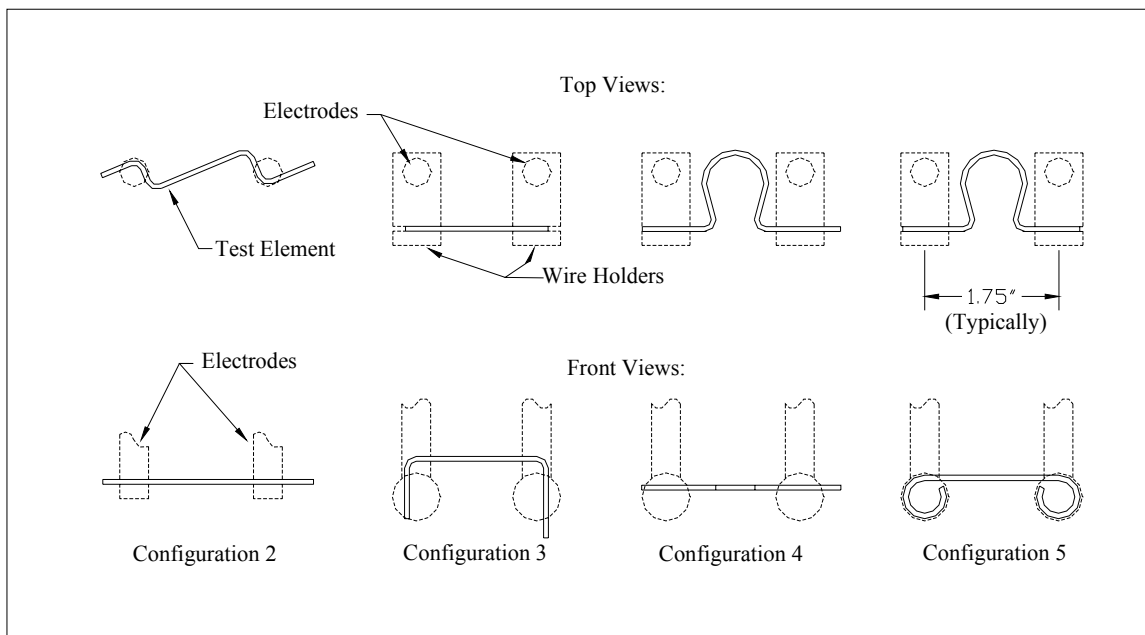 Top Views:
Electrodes
Test Element
Wire Holders
1.75"
(Typically)
Electrodes
Front Views:
Configuration 2
Configuration 3
Configuration 4
Configuration 5